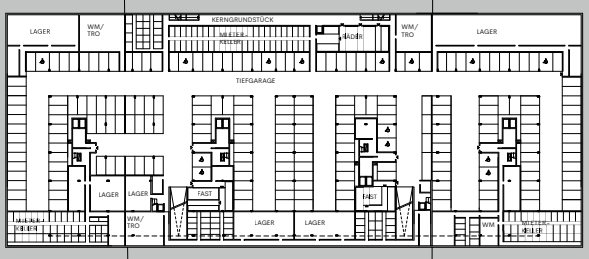 KERNGRUNDSTÜCK
LAGER
WM/
TRO
MIETER-
KELLER
RÄDER
WM/
TRO
LAGER
TIEFGARAGE
LAGER
LAGER
FAST
FAST
MIETER-
KELLER
WM/
TRO
LAGER
LAGER
WM
MIETER-
KELLER